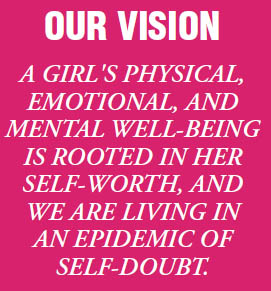 OUR VISION
A GIRL'S PHYSICAL,
EMOTIONAL, AND
MENTAL WELL-BEING
IS ROOTED IN HER
SELF-WORTH, AND
WE ARE LIVING IN
AN EPIDEMIC OF
SELF-DOUBT.